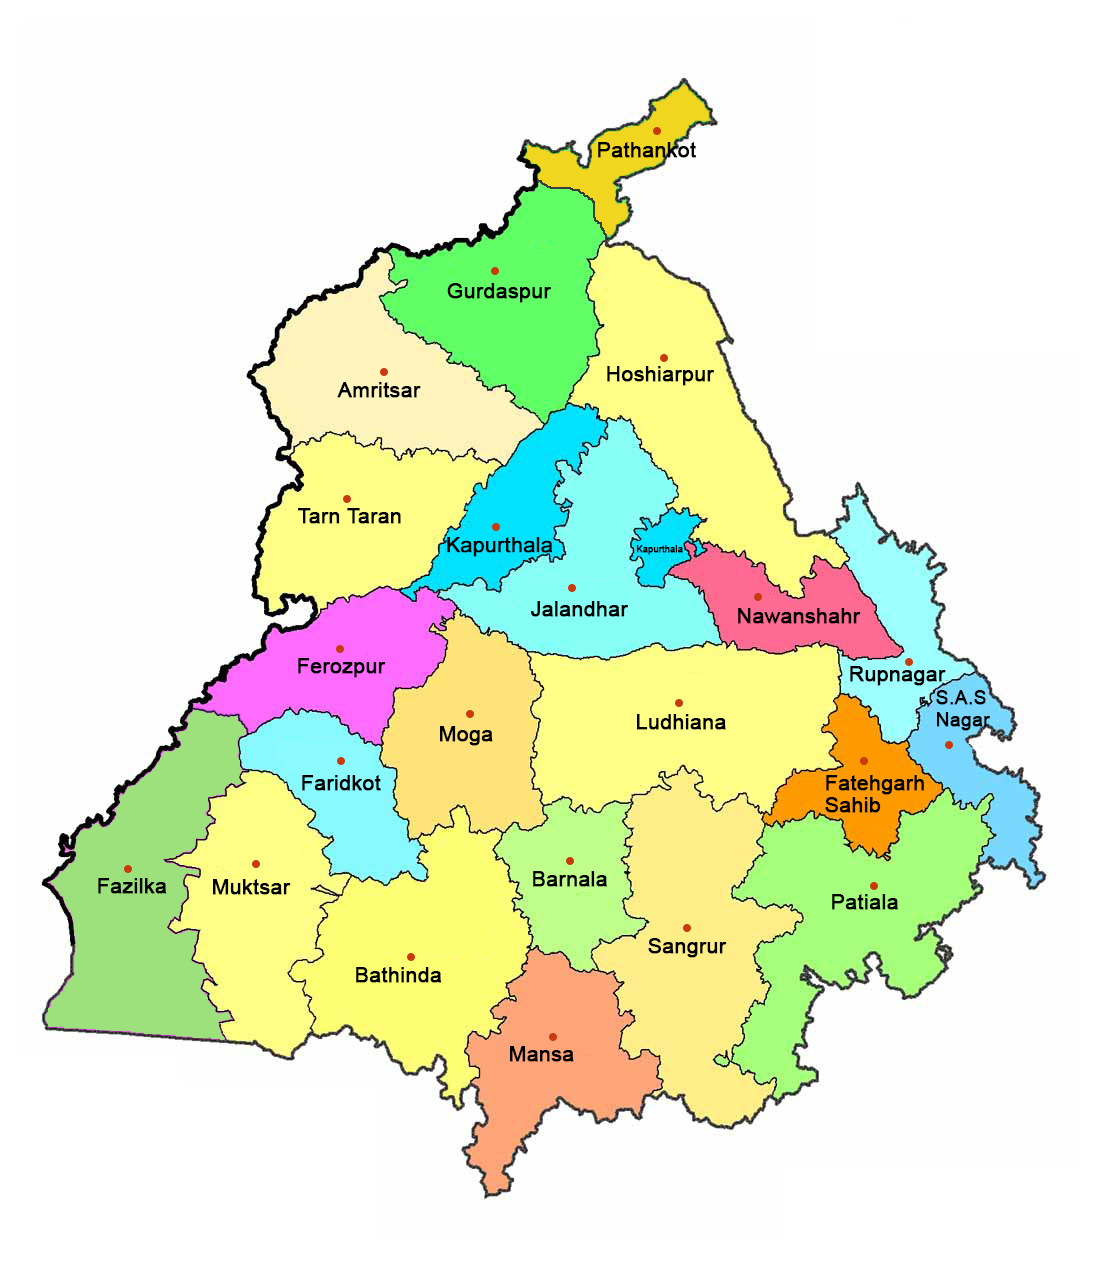 Pathankot
Gurdaspur
Hoshiarpur
Amritsar
Tarn Taran
Kapurthala
Kapurthala
Jalandhar
Nawanshahr
Ferozpur
Rupnagar
S.A.S
Nagar
Moga
Ludhiana
Faridkot
Fatehgarh
Sahib
Fazilka
Muktsar
Barnala
Patiala
Sangrur
Bathinda
Mansa